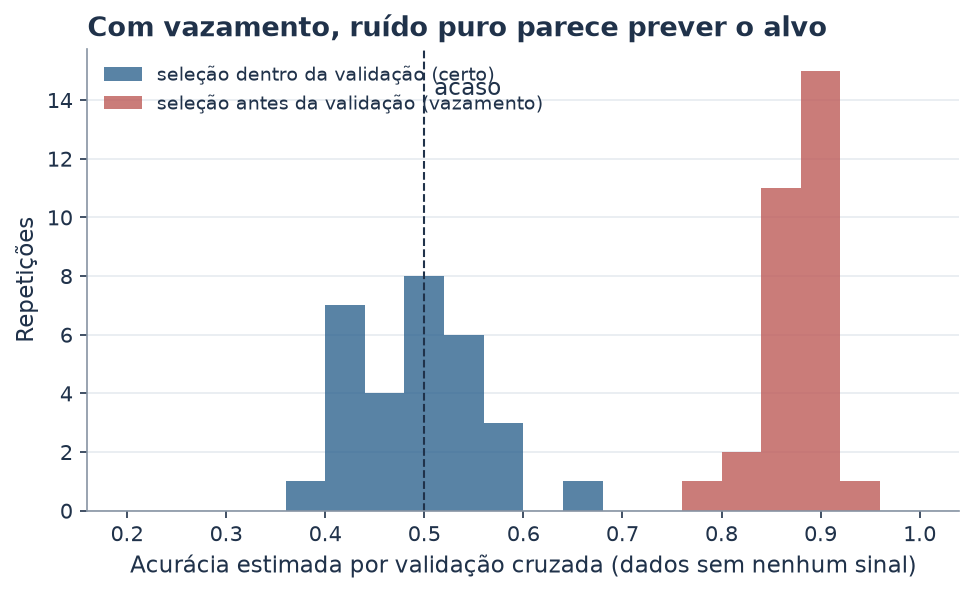 Com vazamento, ruído puro parece prever o alvo
seleção dentro da validação (certo)
acaso
seleção antes da validação (vazamento)
Repetições
14
12
10
8
6
4
2
0
0.2 0.3 0.4 0.5 0.6 0.7 0.8 0.9 1.0
Acurácia estimada por validação cruzada (dados sem nenhum sinal)